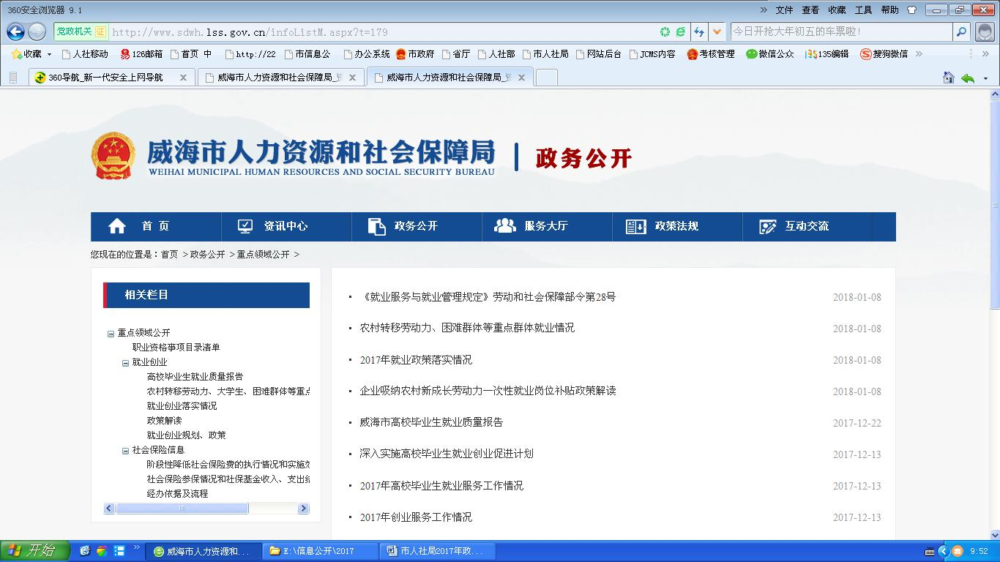 360安全浏览器 9.1
» 文件 查看 收藏 工具 帮助
党政机关 证 http://www.sdwh.lss.gov.cn/infoListM.aspx?t=179
今日开抢大年初五的车票啦!
收藏 人社移动 126邮箱 首页 中 http://22 市信息公 办公系统 市政府 省厅 人社部 市人社局 网站后台 JCMS内容 考核管理 微信公众 135编辑 搜狗微信 »
360导航_新一代安全上网导航
威海市人力资源和社会保障局_
威海市人力资源和社会保障局_
威海市人力资源和社会保障局
WEIHAI MUNICIPAL HUMAN RESOURCES AND SOCIAL SECURITY BUREAU
政务公开
首 页 资讯中心 政务公开 服务大厅 政策法规 互动交流
您现在的位置是：首页 >政务公开 >重点领域公开 >
相关栏目
重点领域公开
职业资格事项目录清单
就业创业
高校毕业生就业质量报告
农村转移劳动力、大学生、困难群体等重点
就业创业落实情况
政策解读
就业创业规划、政策
社会保险信息
阶段性降低社会保险费的执行情况和实施效
社会保险参保情况和社保基金收入、支出结
经办依据及流程
《就业服务与就业管理规定》劳动和社会保障部令第28号 2018-01-08
农村转移劳动力、困难群体等重点群体就业情况 2018-01-08
2017年就业政策落实情况 2018-01-08
企业吸纳农村新成长劳动力一次性就业岗位补贴政策解读 2018-01-08
威海市高校毕业生就业质量报告 2017-12-22
深入实施高校毕业生就业创业促进计划 2017-12-13
2017年高校毕业生就业服务工作情况 2017-12-13
2017年创业服务工作情况 2017-12-13
开始 » 威海市人力资源和... E:\信息公开\2017 市人社局2017年政... 9:52